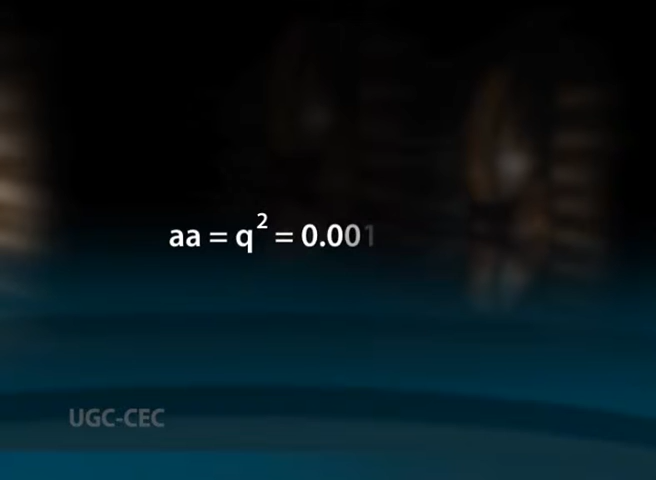 aa = q² = 0.001
UGC-CEC